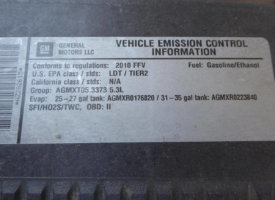 GM
GENERAL MOTORS LLC
VEHICLE EMISSION CONTROL INFORMATION
Conforms to regulations: 2010 FFV Fuel: Gasoline/Ethanol
U.S. EPA class / stds: LDT / TIER2
California class / stds: N/A
Group: AGMXT05.3373 5.3L
Evap: 25-27 gal tank: AGMXR0176820 / 31-35 gal tank: AGMXR0223840
SFI/HO2S/TWC, OBD: II